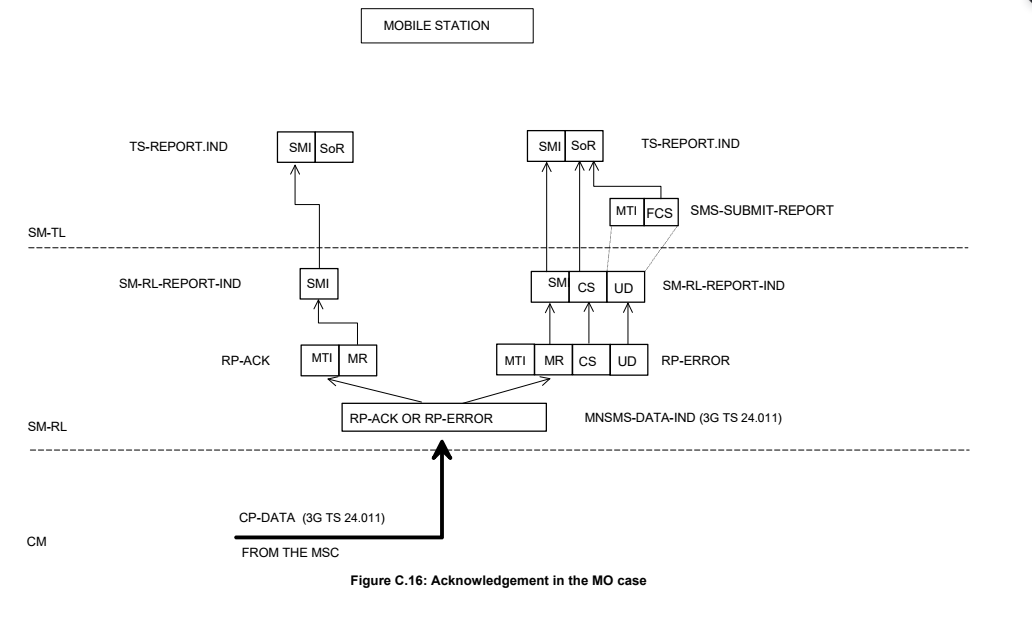 MOBILE STATION
TS-REPORT.IND
SMI SoR
SMI SoR
TS-REPORT.IND
MTI FCS
SMS-SUBMIT-REPORT
SM-TL
SM-RL-REPORT-IND
SMI
SM CS UD
SM-RL-REPORT-IND
RP-ACK
MTI MR
MTI MR CS UD
RP-ERROR
RP-ACK OR RP-ERROR
MNSMS-DATA-IND (3G TS 24.011)
SM-RL
CP-DATA (3G TS 24.011)
CM
FROM THE MSC
Figure C.16: Acknowledgement in the MO case